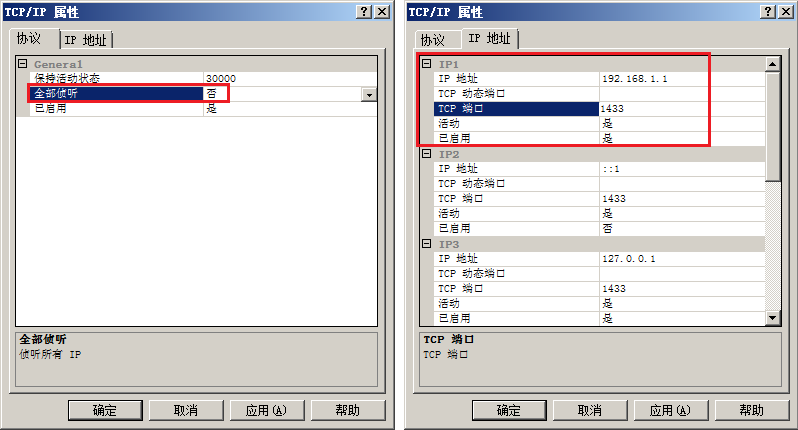 TCP/IP 属性
协议
IP 地址
General
保持活动状态 30000
全部侦听 否
已启用 是
全部侦听
侦听所有 IP
确定 取消 应用(A) 帮助
TCP/IP 属性
协议
IP 地址
IP1
IP 地址 192.168.1.1
TCP 动态端口
TCP 端口 1433
活动 是
已启用 是
IP2
IP 地址 ::1
TCP 动态端口
TCP 端口 1433
活动 是
已启用 否
IP3
IP 地址 127.0.0.1
TCP 动态端口
TCP 端口 1433
活动 是
已启用 是
TCP 端口
TCP 端口
确定 取消 应用(A) 帮助